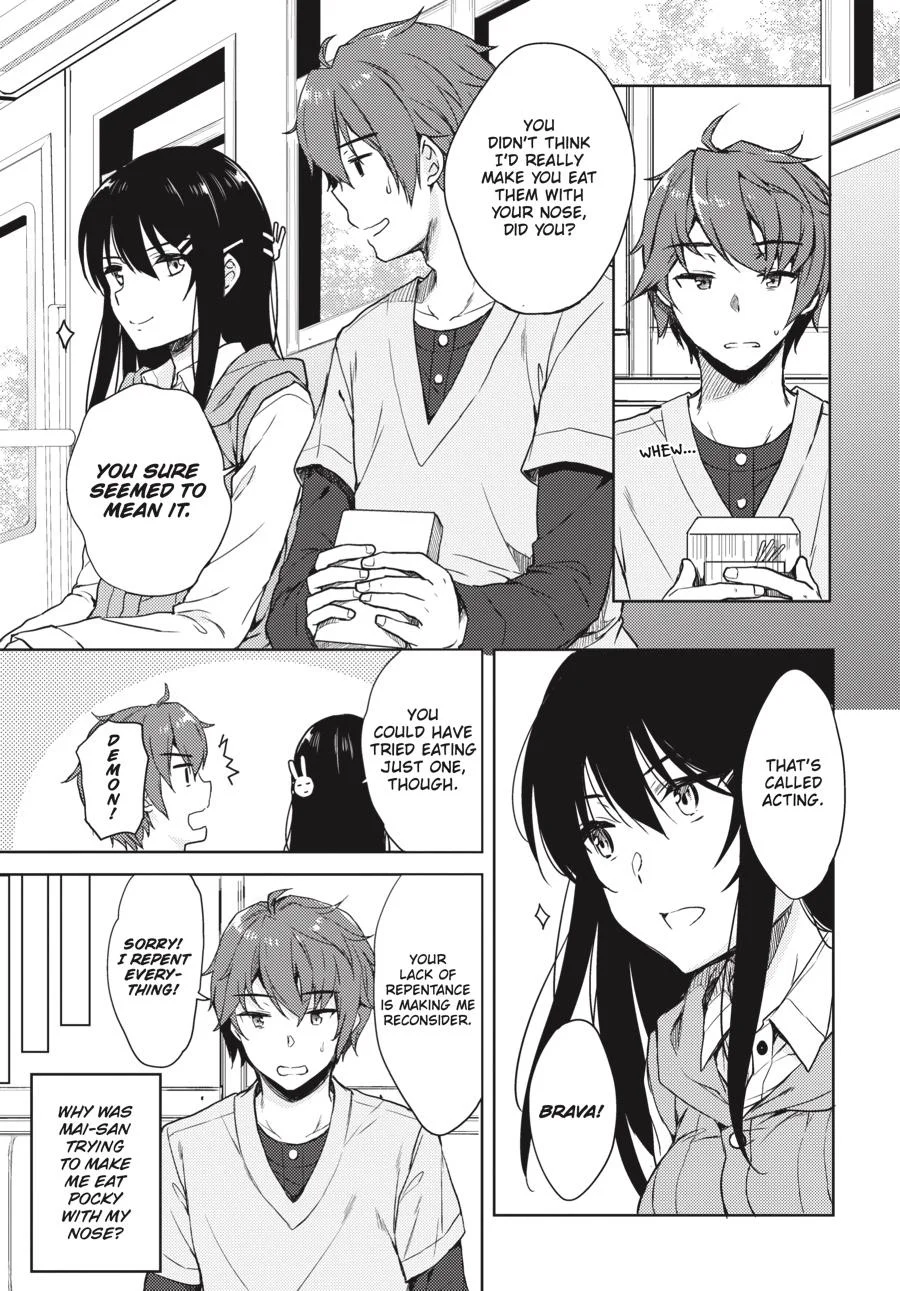 WHEW...
YOU
DIDN'T THINK
I'D REALLY
MAKE YOU EAT
THEM WITH
YOUR NOSE,
DID YOU?
YOU SURE
SEEMED TO
MEAN IT.
THAT'S
CALLED
ACTING.
BRAVA!
YOU
COULD HAVE
TRIED EATING
JUST ONE,
THOUGH.
DEMON!
YOUR
LACK OF
REPENTANCE
IS MAKING ME
RECONSIDER.
SORRY!
I REPENT
EVERY-
THING!
WHY WAS
MAI-SAN
TRYING
TO MAKE
ME EAT
POCKY
WITH MY
NOSE?